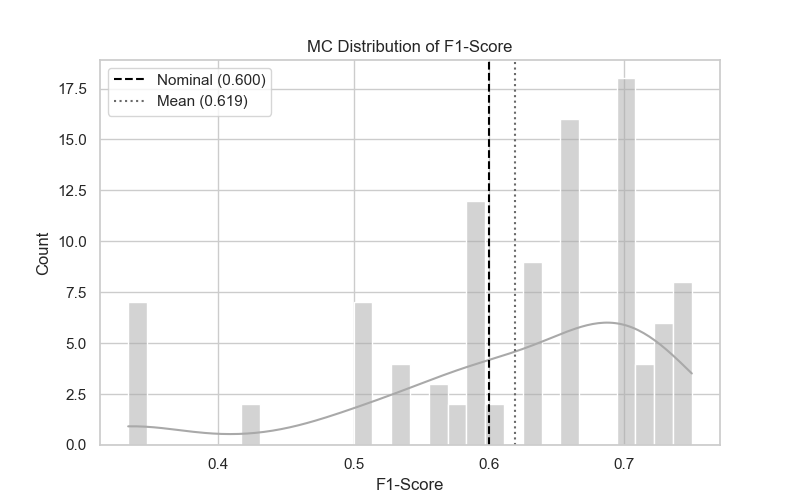 MC Distribution of F1-Score
Nominal (0.600)
Mean (0.619)
Count
17.5
15.0
12.5
10.0
7.5
5.0
2.5
0.0
0.4 0.5 0.6 0.7
F1-Score